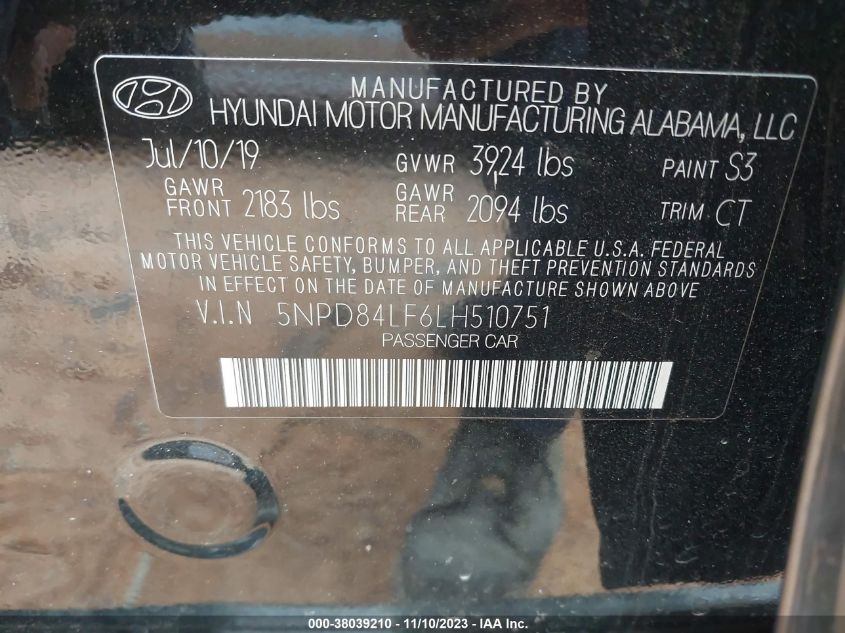 MANUFACTURED BY
HYUNDAI MOTOR MANUFACTURING ALABAMA, LLC
Jul/10/19 GVWR 3924 lbs PAINT S3
GAWR FRONT 2183 lbs GAWR REAR 2094 lbs TRIM CT
THIS VEHICLE CONFORMS TO ALL APPLICABLE U.S.A. FEDERAL
MOTOR VEHICLE SAFETY, BUMPER, AND THEFT PREVENTION STANDARDS
IN EFFECT ON THE DATE OF MANUFACTURE SHOWN ABOVE
V.I.N 5NPD84LF6LH510751
PASSENGER CAR
000-38039210 - 11/10/2023 - IAA Inc.